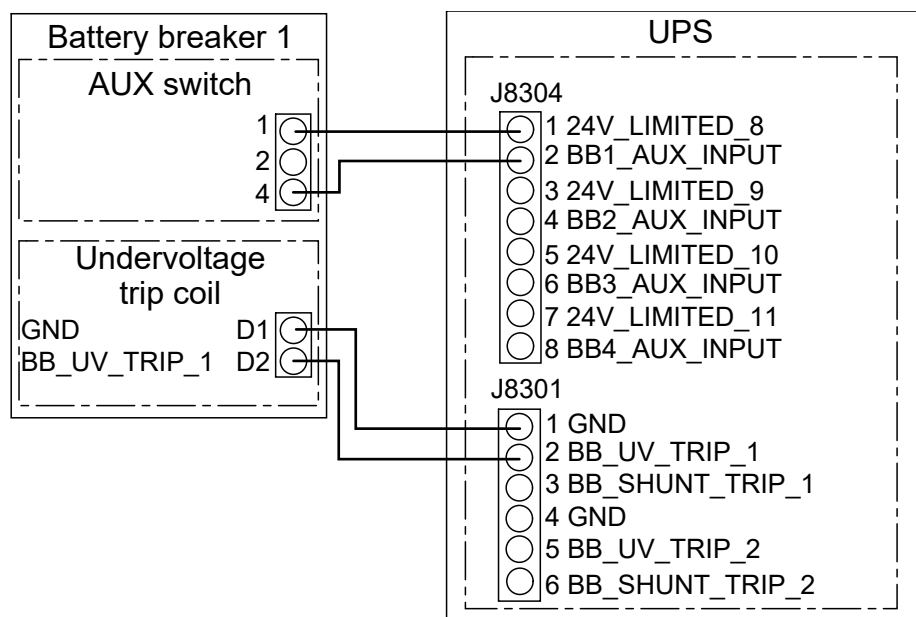 Battery breaker 1
AUX switch
1
2
4
Undervoltage
trip coil
GND D1
BB_UV_TRIP_1 D2
UPS
J8304
1 24V_LIMITED_8
2 BB1_AUX_INPUT
3 24V_LIMITED_9
4 BB2_AUX_INPUT
5 24V_LIMITED_10
6 BB3_AUX_INPUT
7 24V_LIMITED_11
8 BB4_AUX_INPUT
J8301
1 GND
2 BB_UV_TRIP_1
3 BB_SHUNT_TRIP_1
4 GND
5 BB_UV_TRIP_2
6 BB_SHUNT_TRIP_2